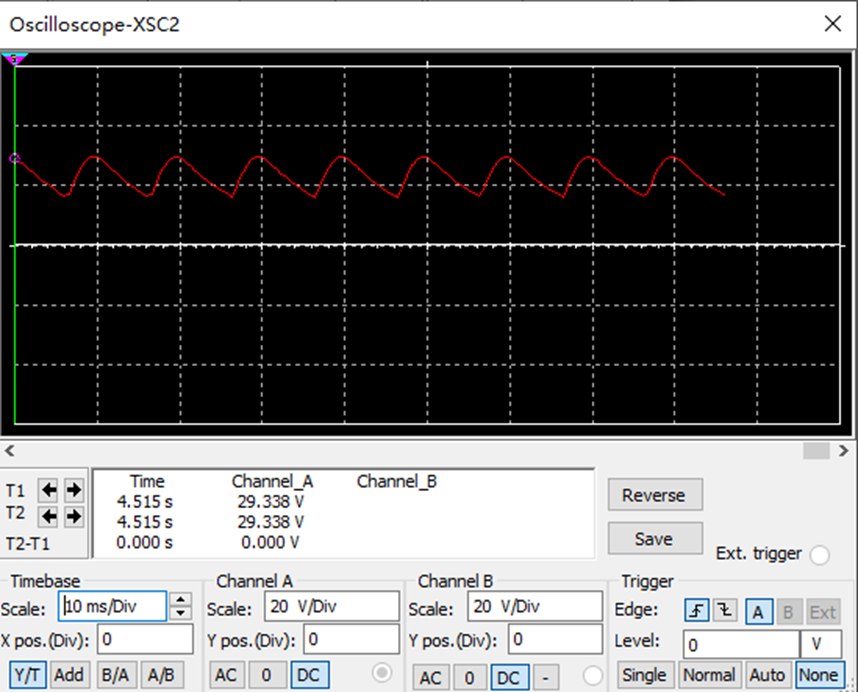 Oscilloscope-XSC2
Time Channel_A Channel_B
T1 4.515 s 29.338 V
T2 4.515 s 29.338 V
T2-T1 0.000 s 0.000 V
Reverse
Save
Ext. trigger
Timebase
Scale: 10 ms/Div
X pos.(Div): 0
Y/T Add B/A A/B
Channel A
Scale: 20 V/Div
Y pos.(Div): 0
AC 0 DC
Channel B
Scale: 20 V/Div
Y pos.(Div): 0
AC 0 DC -
Trigger
Edge: A B Ext
Level: 0 V
Single Normal Auto None